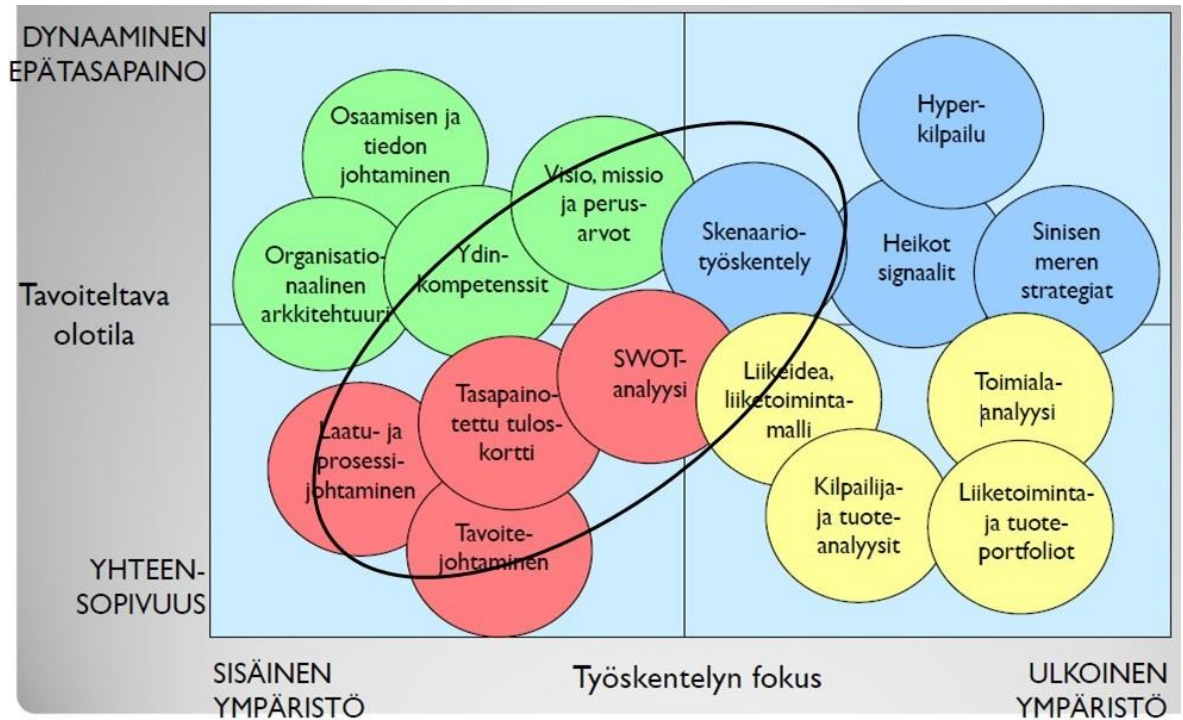 DYNAAMINEN
EPÄTASAPAINO
Tavoiteltava
olotila
YHTEEN-
SOPIVUUS
Osaamisen ja
tiedon
johtaminen
Organisatio-
naalinen
arkkitehtuuri
Ydin-
kompetenssit
Visio, missio
ja perus-
arvot
Skenaario-
työskentely
Hyper-
kilpailu
Heikot
signaalit
Sinisen
meren
strategiat
Laatu- ja
prosessi-
johtaminen
Tasapaino-
tettu tulos-
kortti
SWOT-
analyysi
Tavoite-
johtaminen
Liikeidea,
liiketoiminta-
malli
Toimiala-
analyysi
Kilpailija-
ja tuote-
analyysit
Liiketoiminta-
ja tuote-
portfoliot
SISÄINEN
YMPÄRISTÖ
Työskentelyn fokus
ULKOINEN
YMPÄRISTÖ